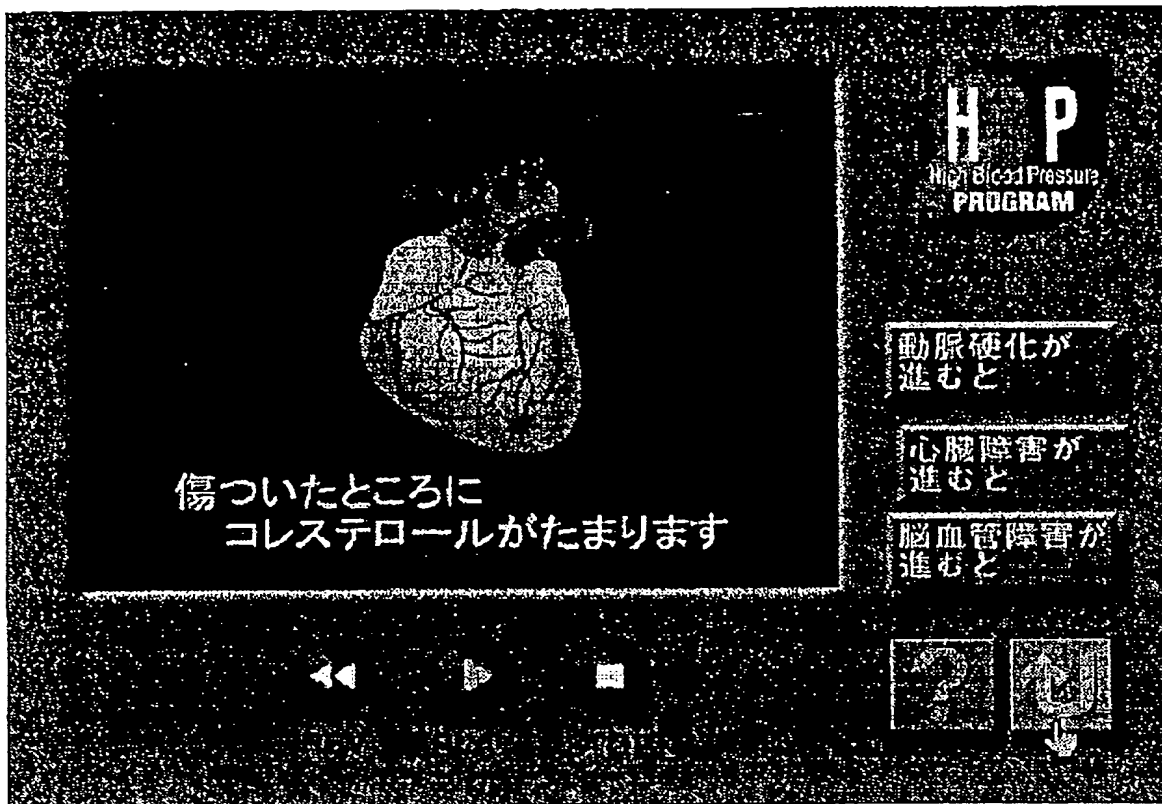 H P
High Blood Pressure
PROGRAM
動脈硬化が
進むと
心臓障害が
進むと
脳血管障害が
進むと
傷ついたところに
コレステロールがたまります
?